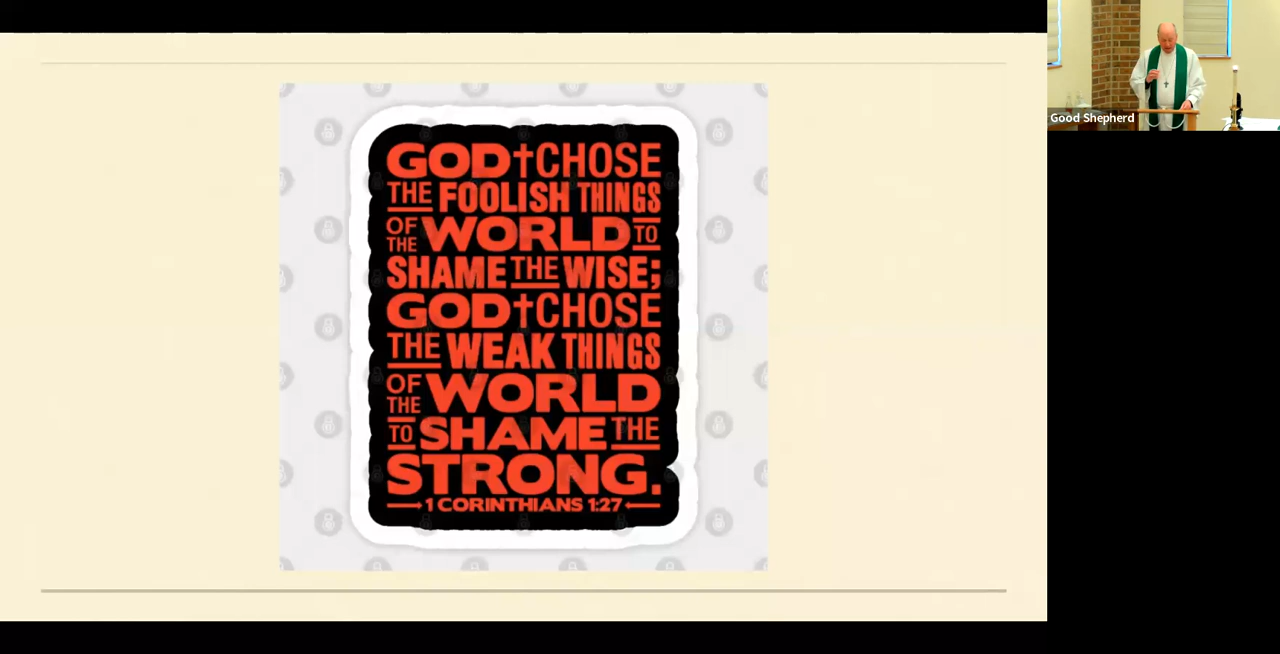 GOD CHOSE
THE FOOLISH THINGS
OF THE WORLD TO
SHAME THE WISE;
GOD CHOSE
THE WEAK THINGS
OF THE WORLD
TO SHAME THE
STRONG.
1 CORINTHIANS 1:27
Good Shepherd